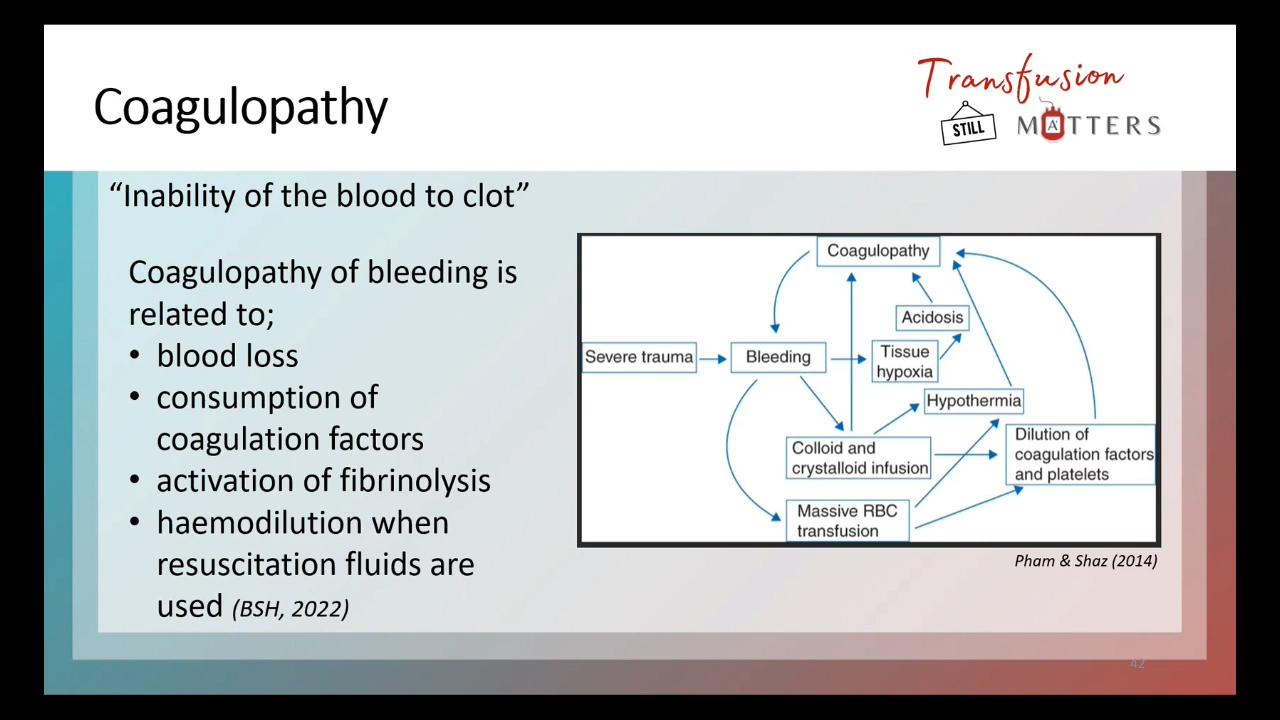 Coagulopathy
Transfusion
STILL
MATTERS
“Inability of the blood to clot”
Coagulopathy of bleeding is
related to;
• blood loss
• consumption of
coagulation factors
• activation of fibrinolysis
• haemodilution when
resuscitation fluids are
used (BSH, 2022)
Coagulopathy
Acidosis
Severe trauma
Bleeding
Tissue
hypoxia
Hypothermia
Colloid and
crystalloid infusion
Dilution of
coagulation factors
and platelets
Massive RBC
transfusion
Pham & Shaz (2014)
42